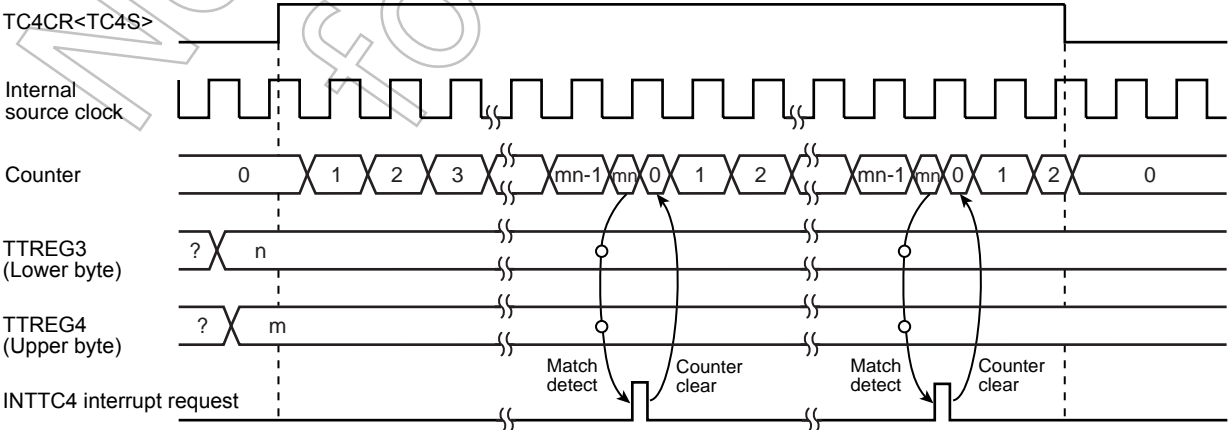 TC4CR<TC4S>
Internal
source clock
Counter
0 1 2 3 mn-1 mn 0 1 2 mn-1 mn 0 1 2 0
TTREG3
(Lower byte)
? n
TTREG4
(Upper byte)
? m
Match
detect
Counter
clear
Match
detect
Counter
clear
INTTC4 interrupt request